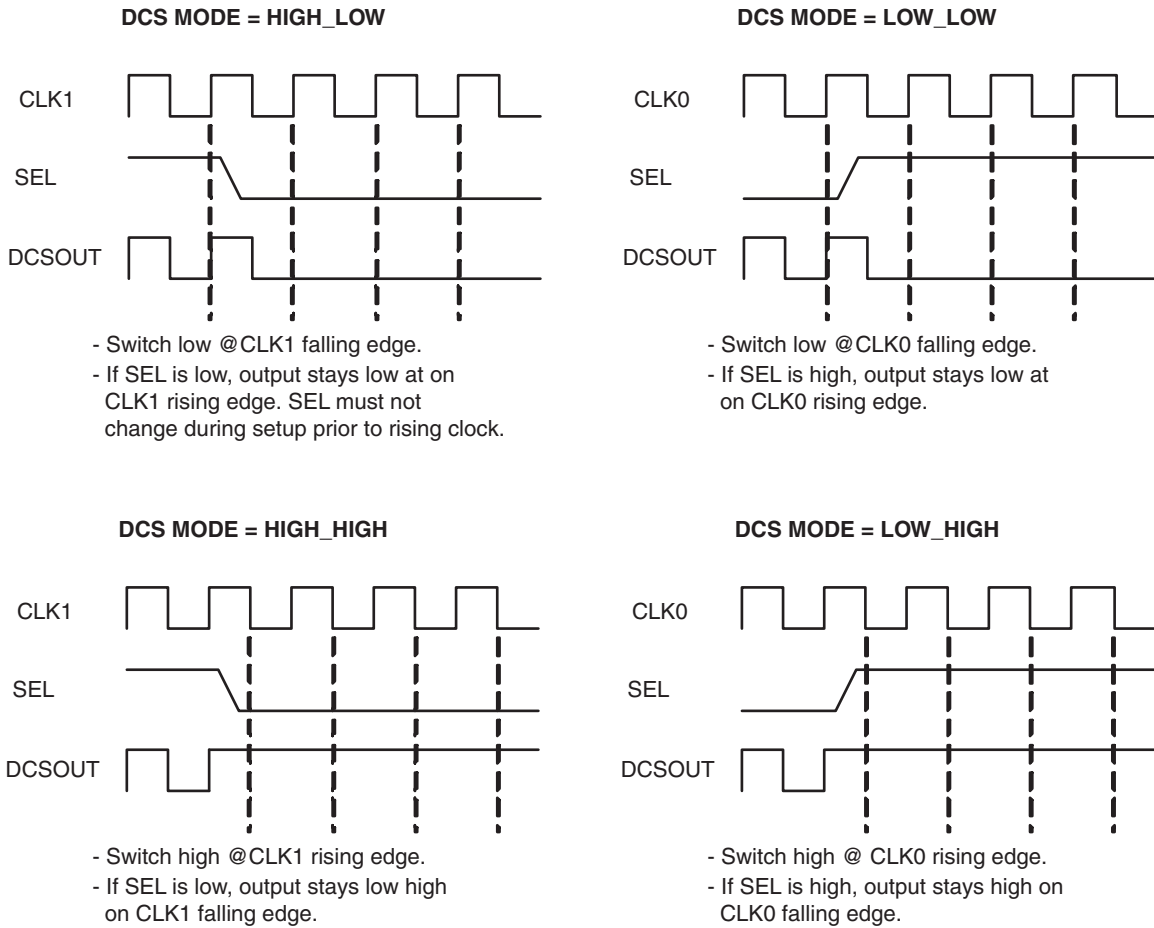 DCS MODE = HIGH_LOW
CLK1
SEL
DCSOUT
- Switch low @CLK1 falling edge.
- If SEL is low, output stays low at on
CLK1 rising edge. SEL must not
change during setup prior to rising clock.
DCS MODE = LOW_LOW
CLK0
SEL
DCSOUT
- Switch low @CLK0 falling edge.
- If SEL is high, output stays low at
on CLK0 rising edge.
DCS MODE = HIGH_HIGH
CLK1
SEL
DCSOUT
- Switch high @CLK1 rising edge.
- If SEL is low, output stays low high
on CLK1 falling edge.
DCS MODE = LOW_HIGH
CLK0
SEL
DCSOUT
- Switch high @ CLK0 rising edge.
- If SEL is high, output stays high on
CLK0 falling edge.